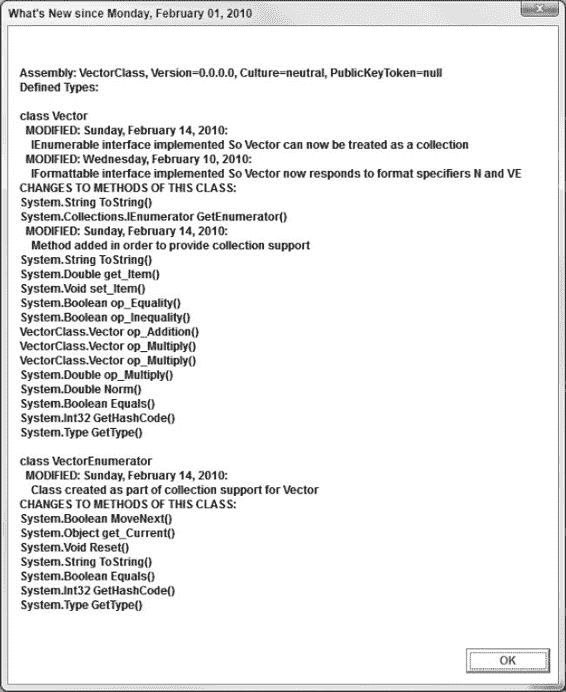 What's New since Monday, February 01, 2010
x
Assembly: VectorClass, Version=0.0.0.0, Culture=neutral, PublicKeyToken=null
Defined Types:
class Vector
MODIFIED: Sunday, February 14, 2010:
IEnumerable interface implemented So Vector can now be treated as a collection
MODIFIED: Wednesday, February 10, 2010:
IFormattable interface implemented So Vector now responds to format specifiers N and VE
CHANGES TO METHODS OF THIS CLASS:
System.String ToString()
System.Collections.IEnumerator GetEnumerator()
MODIFIED: Sunday, February 14, 2010:
Method added in order to provide collection support
System.String ToString()
System.Double get_Item()
System.Void set_Item()
System.Boolean op_Equality()
System.Boolean op_Inequality()
VectorClass.Vector op_Addition()
VectorClass.Vector op_Multiply()
VectorClass.Vector op_Multiply()
System.Double op_Multiply()
System.Double Norm()
System.Boolean Equals()
System.Int32 GetHashCode()
System.Type GetType()
class VectorEnumerator
MODIFIED: Sunday, February 14, 2010:
Class created as part of collection support for Vector
CHANGES TO METHODS OF THIS CLASS:
System.Boolean MoveNext()
System.Object get_Current()
System.Void Reset()
System.String ToString()
System.Boolean Equals()
System.Int32 GetHashCode()
System.Type GetType()
OK